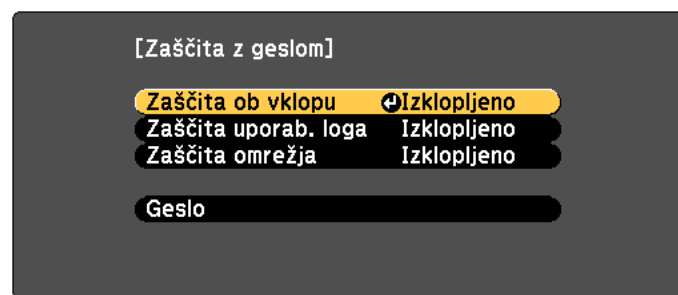 [Zaščita z geslom]
Zaščita ob vklopu Izklopljeno
Zaščita uporab. loga Izklopljeno
Zaščita omrežja Izklopljeno
Geslo